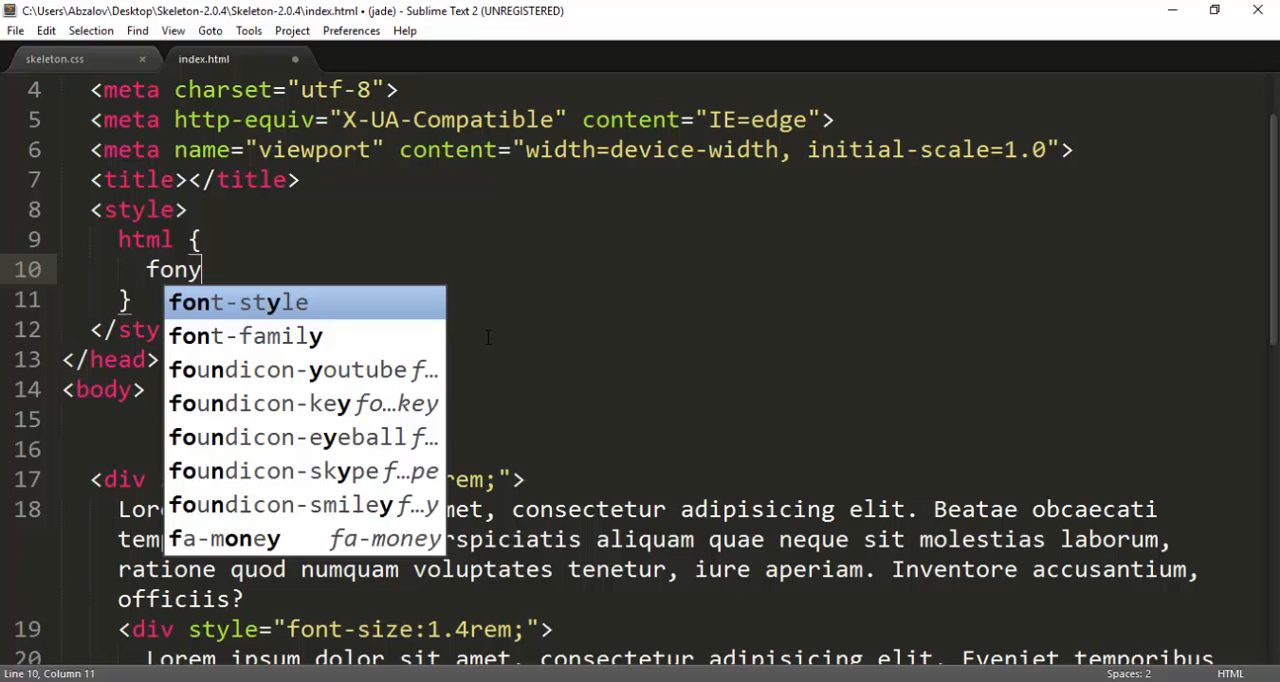 C:\Users\Abzalov\Desktop\Skeleton-2.0.4\Skeleton-2.0.4\index.html • (jade) - Sublime Text 2 (UNREGISTERED)
File Edit Selection Find View Goto Tools Project Preferences Help
skeleton.css × index.html
4 <meta charset="utf-8">
5 <meta http-equiv="X-UA-Compatible" content="IE=edge">
6 <meta name="viewport" content="width=device-width, initial-scale=1.0">
7 <title></title>
8 <style>
9 html {
10 fony
11 }
12 </sty
13 </head>
14 <body>
15
16
font-style
font-family
foundicon-youtube f…
foundicon-key fo…key
foundicon-eyeball f…
foundicon-skype f…pe
foundicon-smiley f…y
fa-money fa-money
17 <div rem;">
18 Lor met, consectetur adipisicing elit. Beatae obcaecati
tem rspiciatis aliquam quae neque sit molestias laborum,
ratione quod numquam voluptates tenetur, iure aperiam. Inventore accusantium,
officiis?
19 <div style="font-size:1.4rem;">
20 Lorem ipsum dolor sit amet, consectetur adipisicing elit. Eveniet temporibus
Line 10, Column 11 Spaces: 2 HTML